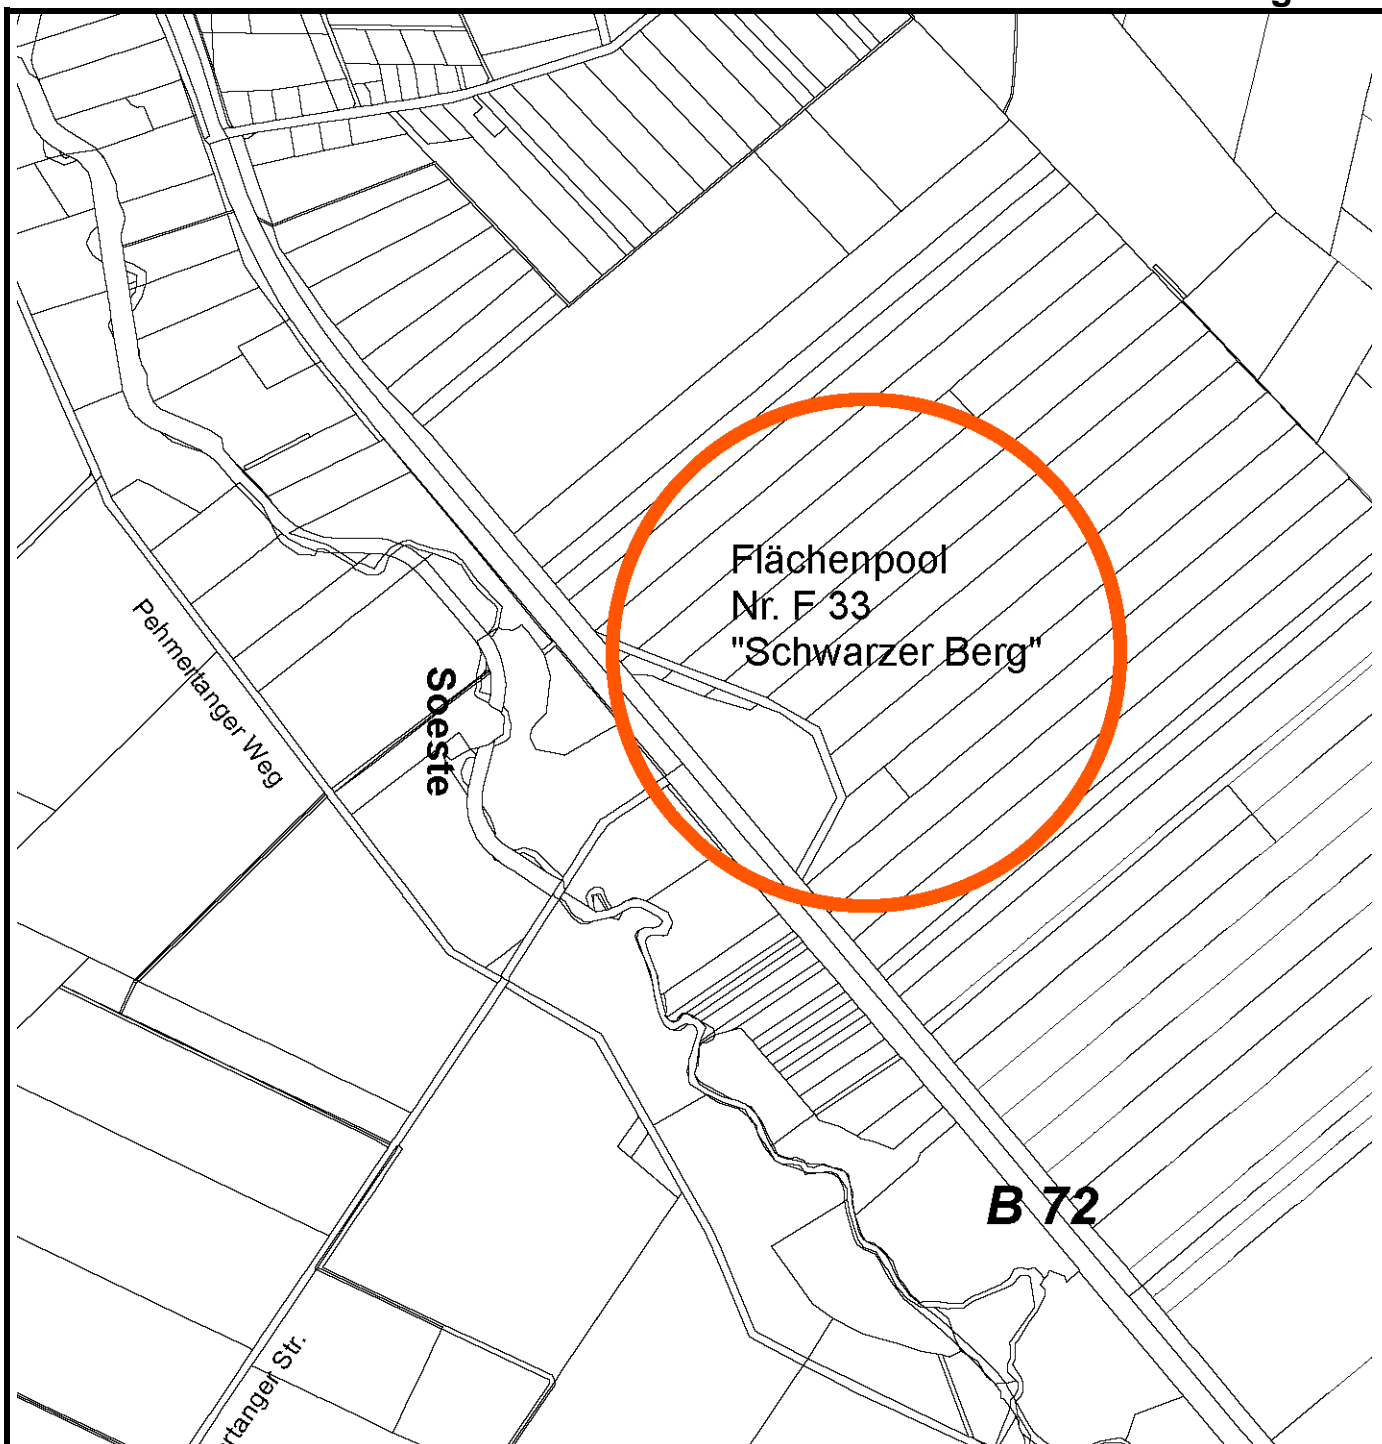 Flächenpool
Nr. F 33
"Schwarzer Berg"
Pehmertanger Weg
Soeste
B 72
rtanger Str.